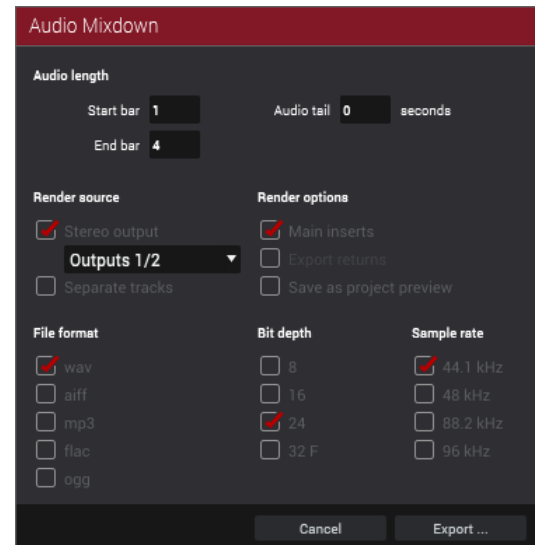 Audio Mixdown
Audio length
Start bar 1 Audio tail 0 seconds
End bar 4
Render source Render options
Stereo output Main inserts
Outputs 1/2 Export returns
Separate tracks Save as project preview
File format Bit depth Sample rate
wav 8 44.1 kHz
aiff 16 48 kHz
mp3 24 88.2 kHz
flac 32 F 96 kHz
ogg
Cancel Export ...